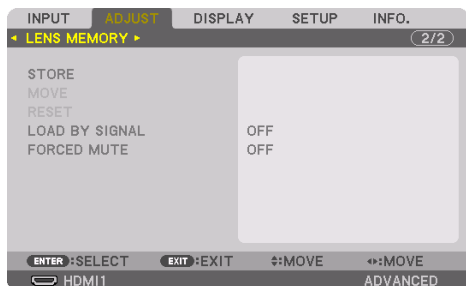 INPUT ADJUST DISPLAY SETUP INFO.
LENS MEMORY 2/2
STORE
MOVE
RESET
LOAD BY SIGNAL OFF
FORCED MUTE OFF
ENTER :SELECT EXIT :EXIT :MOVE :MOVE
HDMI1 ADVANCED